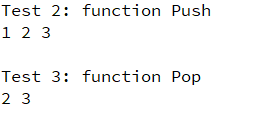 Test 2: function Push
1 2 3
Test 3: function Pop
2 3